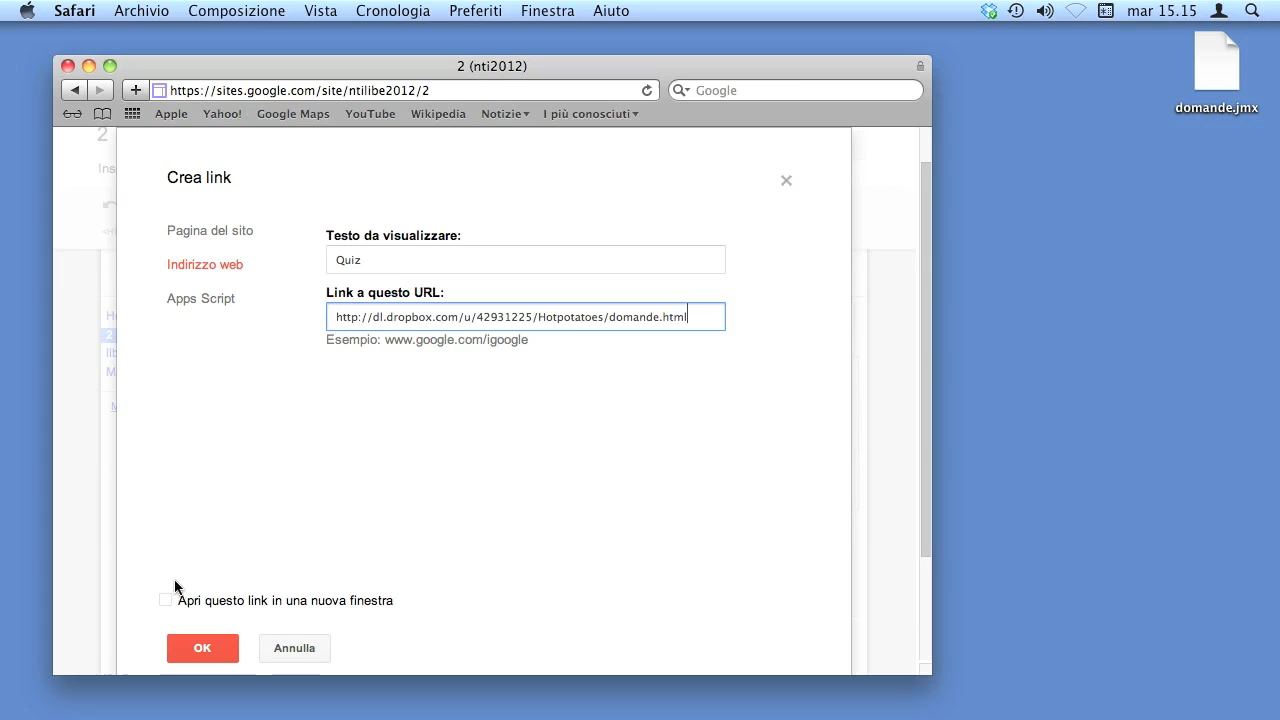 Safari Archivio Composizione Vista Cronologia Preferiti Finestra Aiuto mar 15.15
domande.jmx
2 (nti2012)
https://sites.google.com/site/ntilibe2012/2
Google
Apple Yahoo! Google Maps YouTube Wikipedia Notizie I più conosciuti
2
Ins
Crea link
Pagina del sito
Indirizzo web
Apps Script
Testo da visualizzare:
Quiz
Link a questo URL:
http://dl.dropbox.com/u/42931225/Hotpotatoes/domande.html
Esempio: www.google.com/igoogle
2
Apri questo link in una nuova finestra
OK Annulla